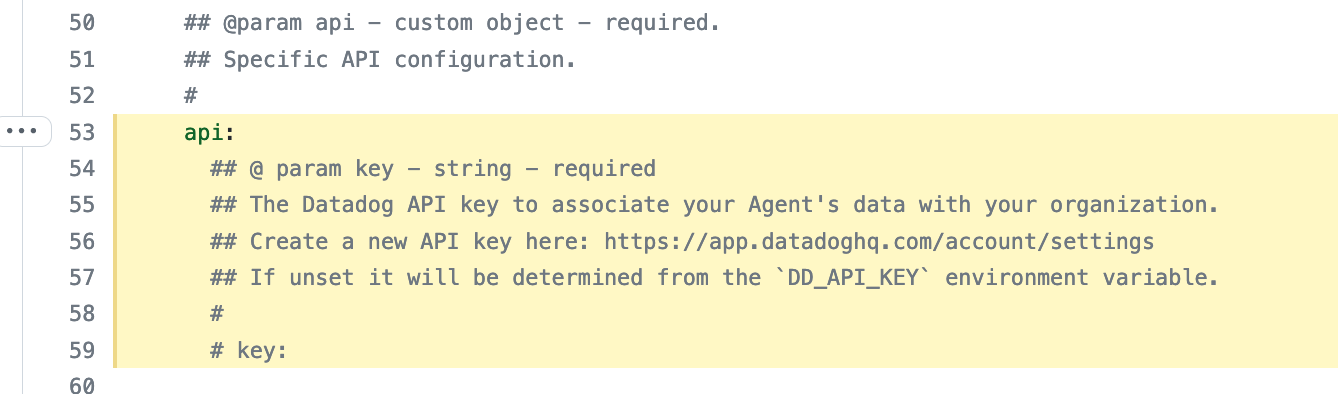 50 ## @param api - custom object - required.
51 ## Specific API configuration.
52 #
53 api:
54 ## @ param key - string - required
55 ## The Datadog API key to associate your Agent's data with your organization.
56 ## Create a new API key here: https://app.datadoghq.com/account/settings
57 ## If unset it will be determined from the `DD_API_KEY` environment variable.
58 #
59 # key:
60